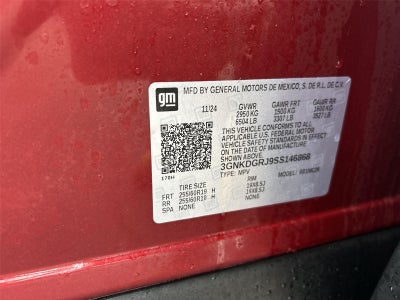 gm
MFD BY GENERAL MOTORS DE MEXICO, S. DE R.L. DE C.V.
11/24 GVWR GAWR FRT GAWR RR
2950 KG 1500 KG 1600 KG
6504 LB 3307 LB 3527 LB
THIS VEHICLE CONFORMS TO ALL
APPLICABLE U.S. FEDERAL MOTOR
VEHICLE SAFETY STANDARDS IN EFFECT
ON THE DATE OF MANUFACTURE SHOWN ABOVE.
3GNKDGRJ9SS146868
TYPE: MPV
TIRE SIZE RIM
FRT 255/60R19 H 19X8.5J
RR 255/60R19 H 19X8.5J
SPA NONE NONE